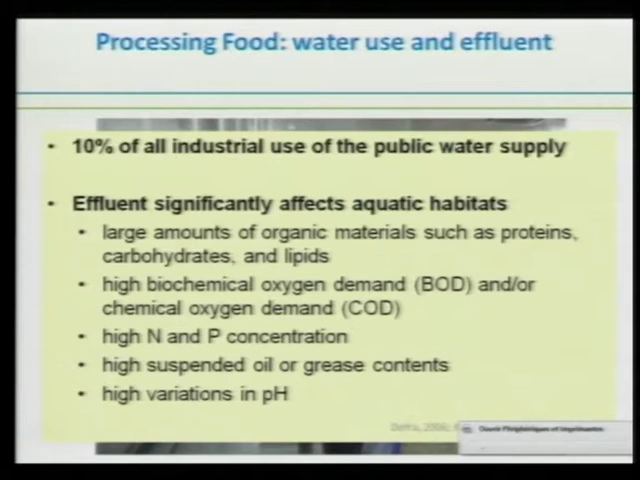 Processing Food: water use and effluent
• 10% of all industrial use of the public water supply
• Effluent significantly affects aquatic habitats
• large amounts of organic materials such as proteins,
carbohydrates, and lipids
• high biochemical oxygen demand (BOD) and/or
chemical oxygen demand (COD)
• high N and P concentration
• high suspended oil or grease contents
• high variations in pH
Defra, 2006;